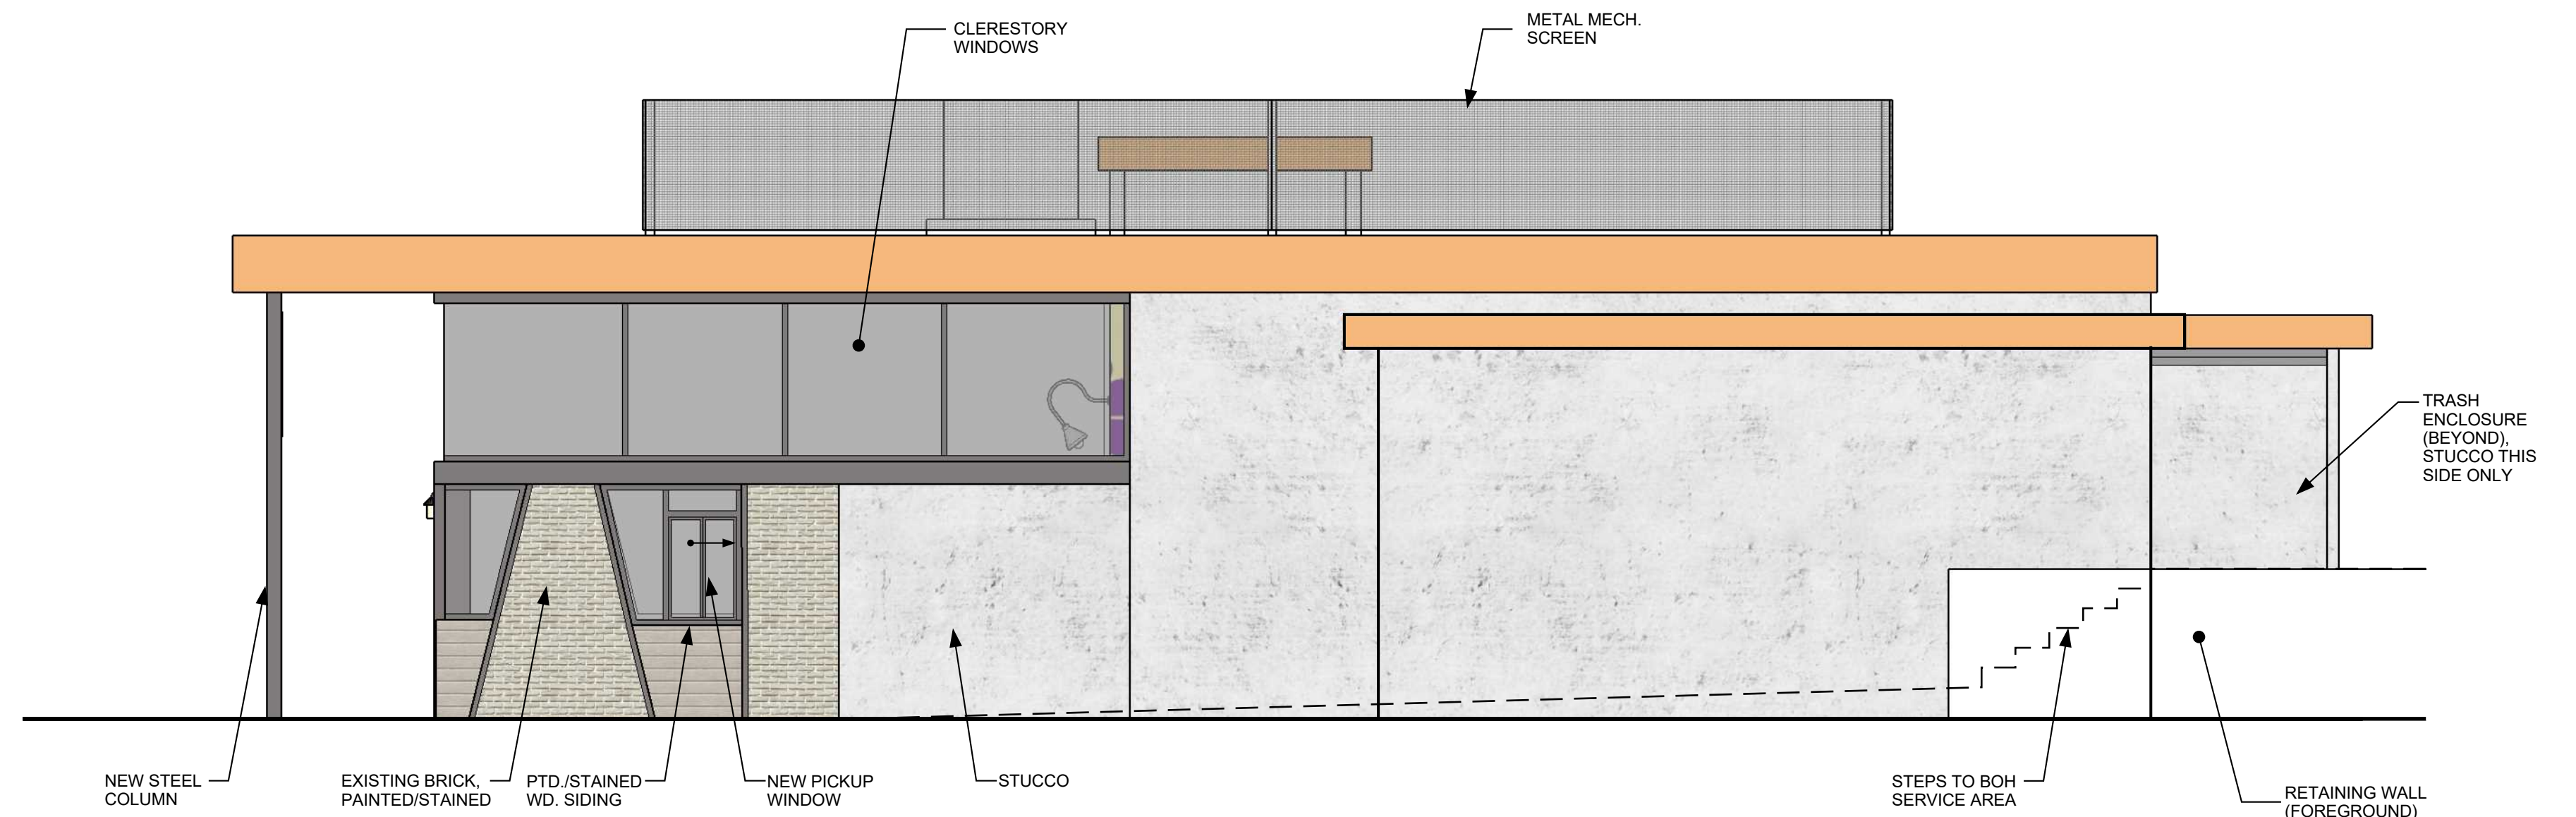 CLERESTORY
WINDOWS
METAL MECH.
SCREEN
TRASH
ENCLOSURE
(BEYOND),
STUCCO THIS
SIDE ONLY
NEW STEEL
COLUMN
EXISTING BRICK,
PAINTED/STAINED
PTD./STAINED
WD. SIDING
NEW PICKUP
WINDOW
STUCCO
STEPS TO BOH
SERVICE AREA
RETAINING WALL
(FOREGROUND)